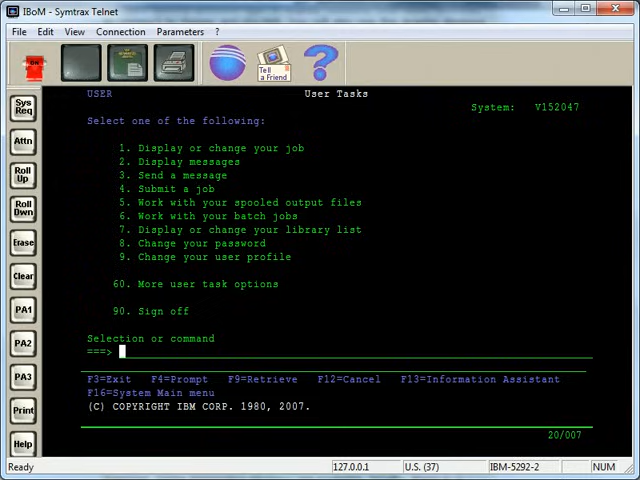 IBoM - Symtrax Telnet
File Edit View Connection Parameters ?
ON
Tell a Friend
USER User Tasks
System: V152047
Select one of the following:
1. Display or change your job
2. Display messages
3. Send a message
4. Submit a job
5. Work with your spooled output files
6. Work with your batch jobs
7. Display or change your library list
8. Change your password
9. Change your user profile
60. More user task options
90. Sign off
Selection or command
===>
F3=Exit F4=Prompt F9=Retrieve F12=Cancel F13=Information Assistant
F16=System Main menu
(C) COPYRIGHT IBM CORP. 1980, 2007.
20/007
Sys Req
Attn
Roll Up
Roll Dwn
Erase
Clear
PA1
PA2
PA3
Print
Help
Ready 127.0.0.1 U.S. (37) IBM-5292-2 NUM